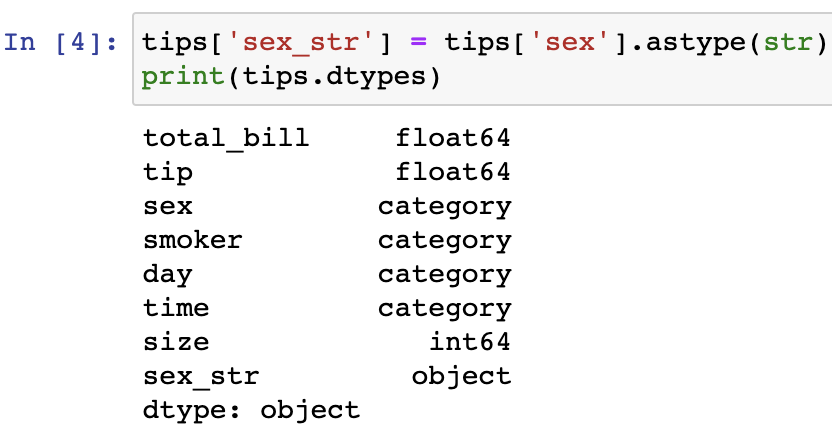 In [4]: tips['sex_str'] = tips['sex'].astype(str)
print(tips.dtypes)
total_bill     float64
tip            float64
sex           category
smoker        category
day           category
time          category
size             int64
sex_str         object
dtype: object